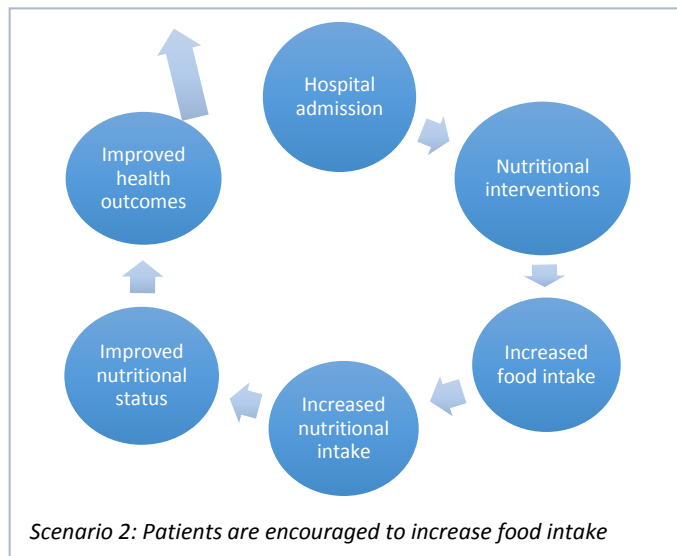 Hospital
admission
Nutritional
interventions
Increased
food intake
Increased
nutritional
intake
Improved
nutritional
status
Improved
health
outcomes
Scenario 2: Patients are encouraged to increase food intake